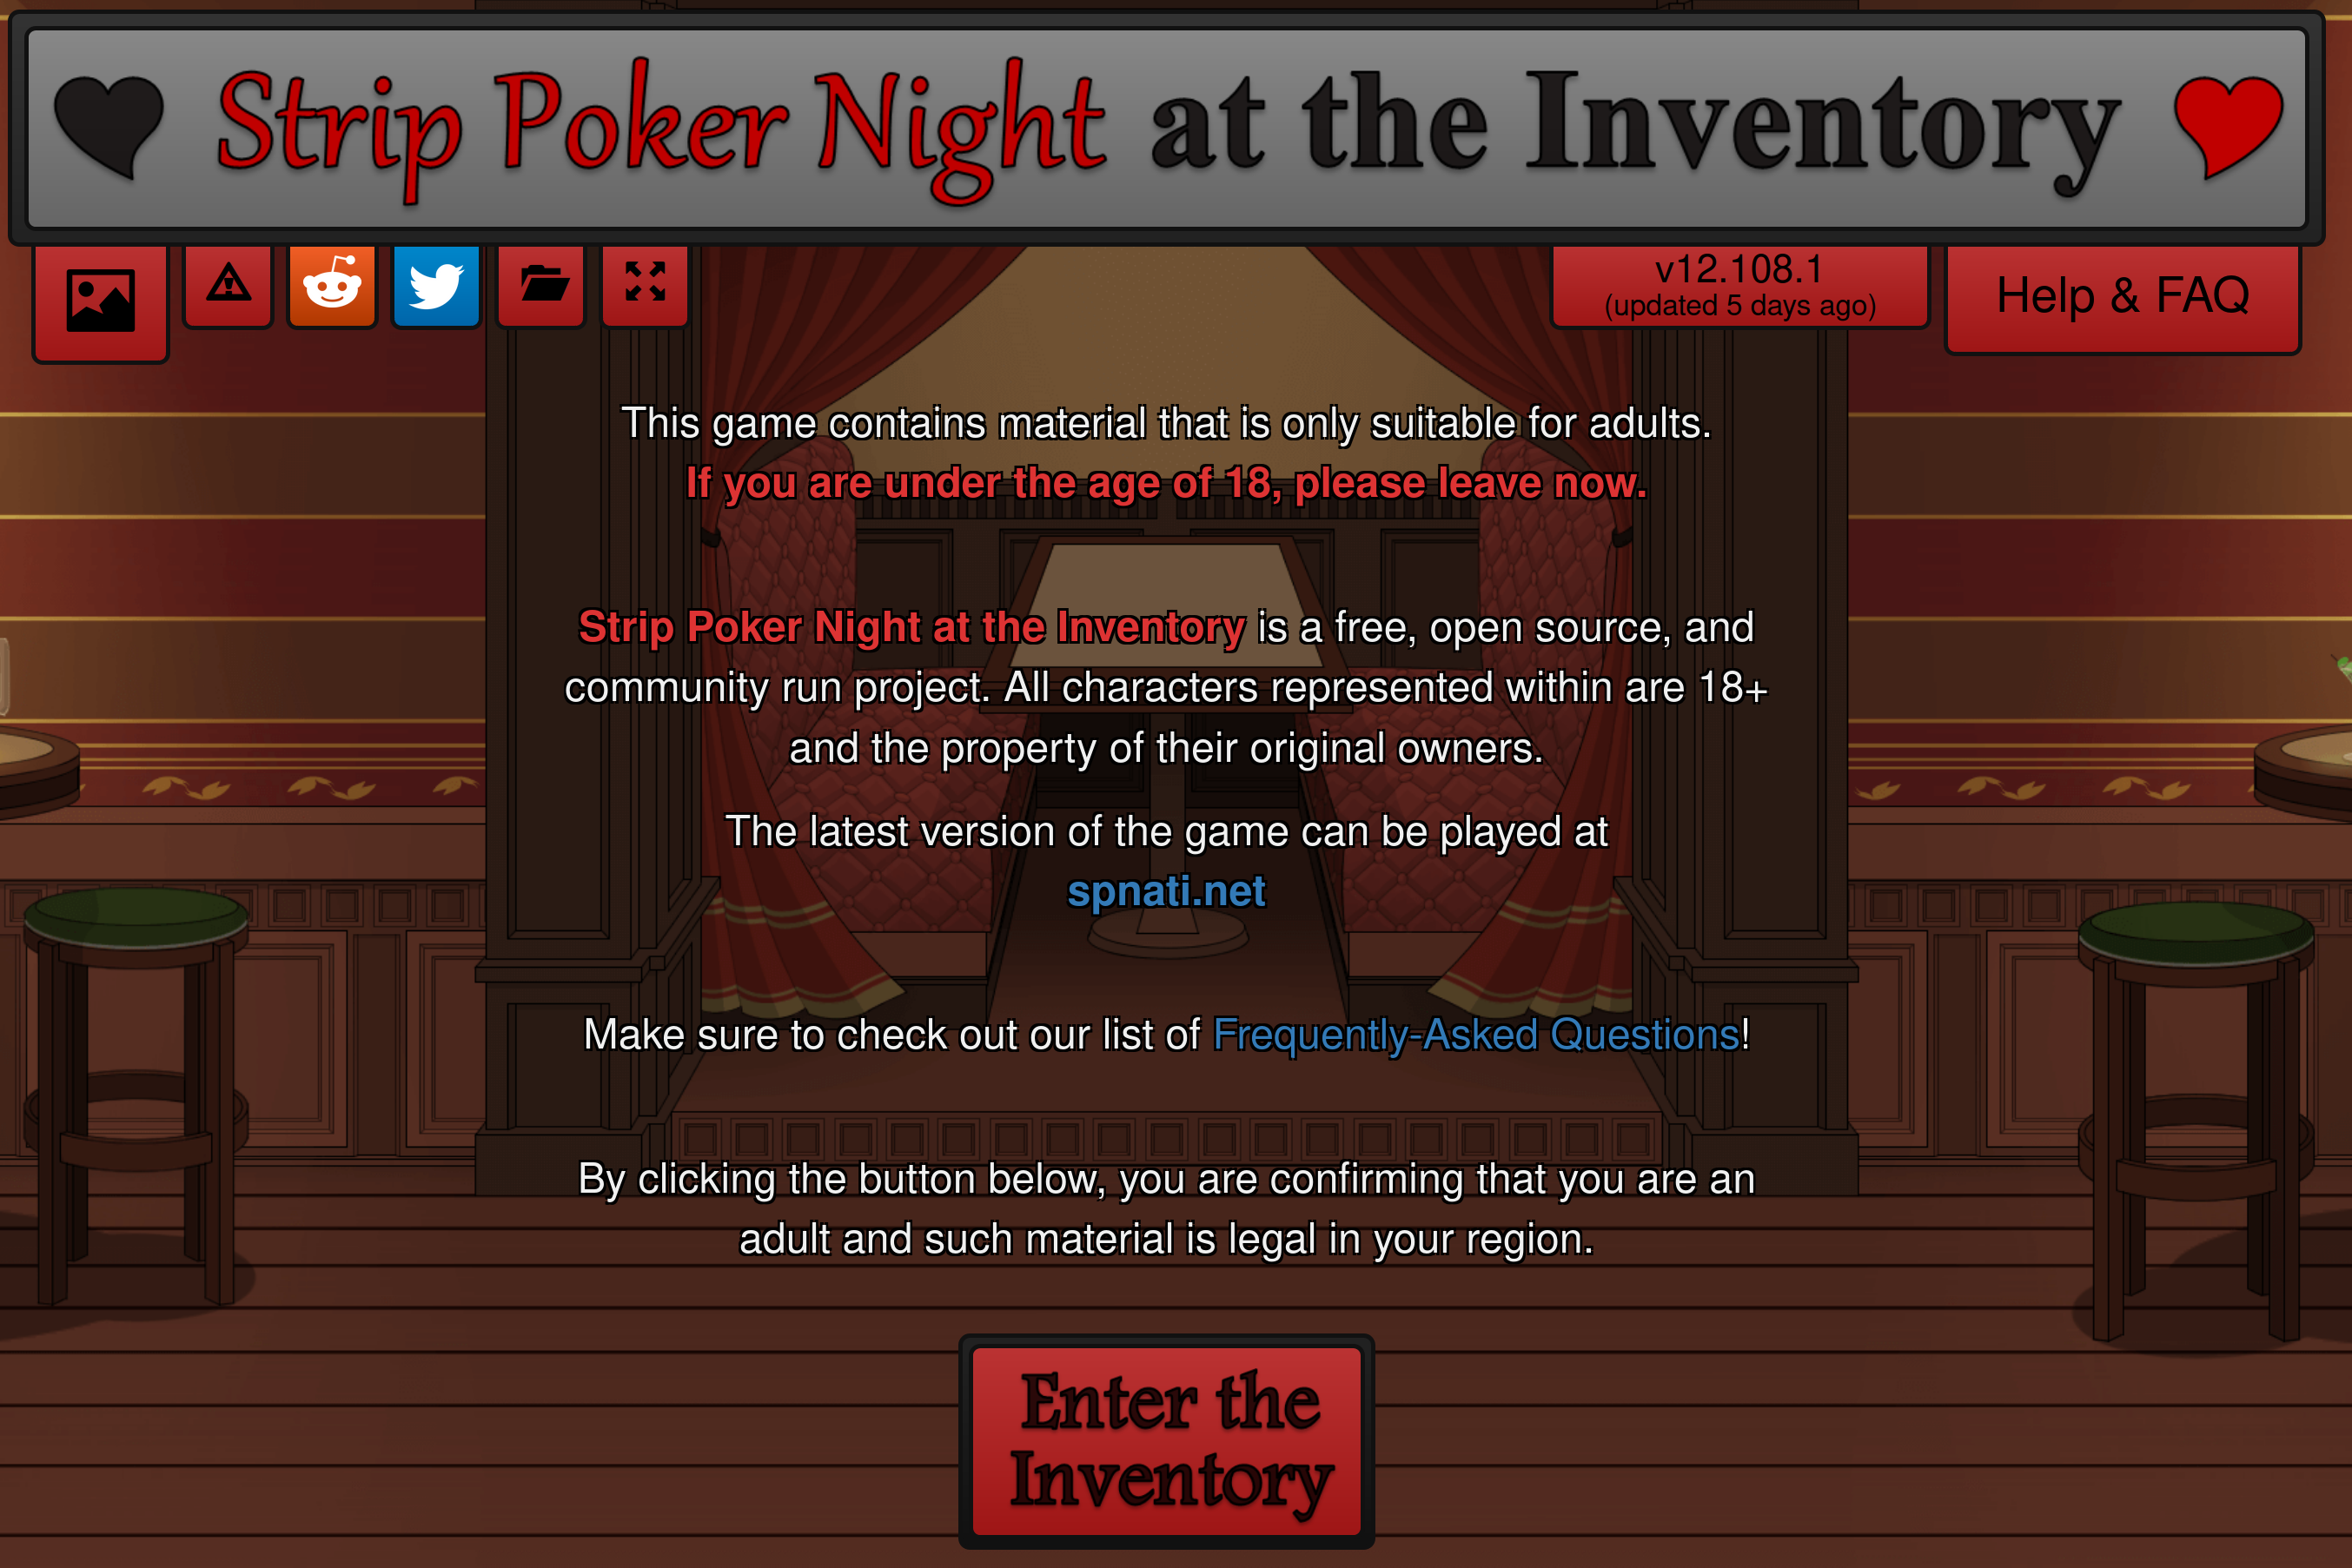 Strip Poker Night at the Inventory
v12.108.1
(updated 5 days ago)
Help & FAQ
This game contains material that is only suitable for adults.
If you are under the age of 18, please leave now.
Strip Poker Night at the Inventory is a free, open source, and
community run project. All characters represented within are 18+
and the property of their original owners.
The latest version of the game can be played at
spnati.net
Make sure to check out our list of Frequently-Asked Questions!
By clicking the button below, you are confirming that you are an
adult and such material is legal in your region.
Enter the
Inventory